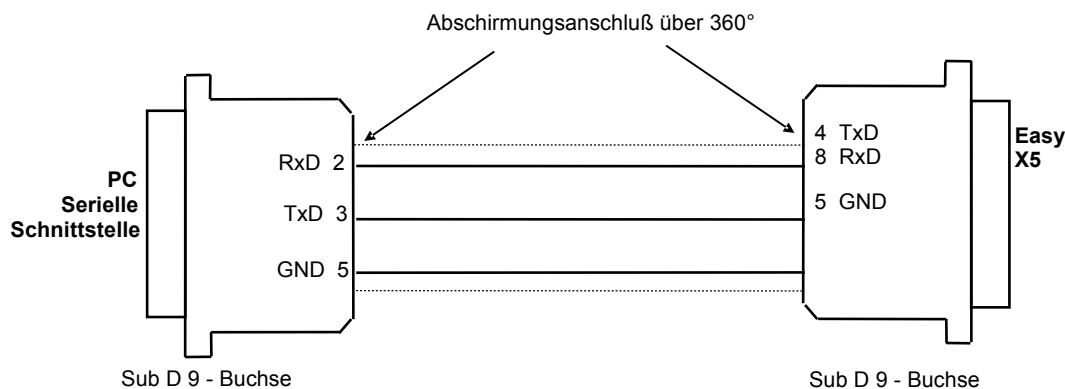 Abschirmungsanschluß über 360°
4 TxD
8 RxD
5 GND
Easy
X5
RxD 2
TxD 3
GND 5
PC
Serielle
Schnittstelle
Sub D 9 - Buchse
Sub D 9 - Buchse